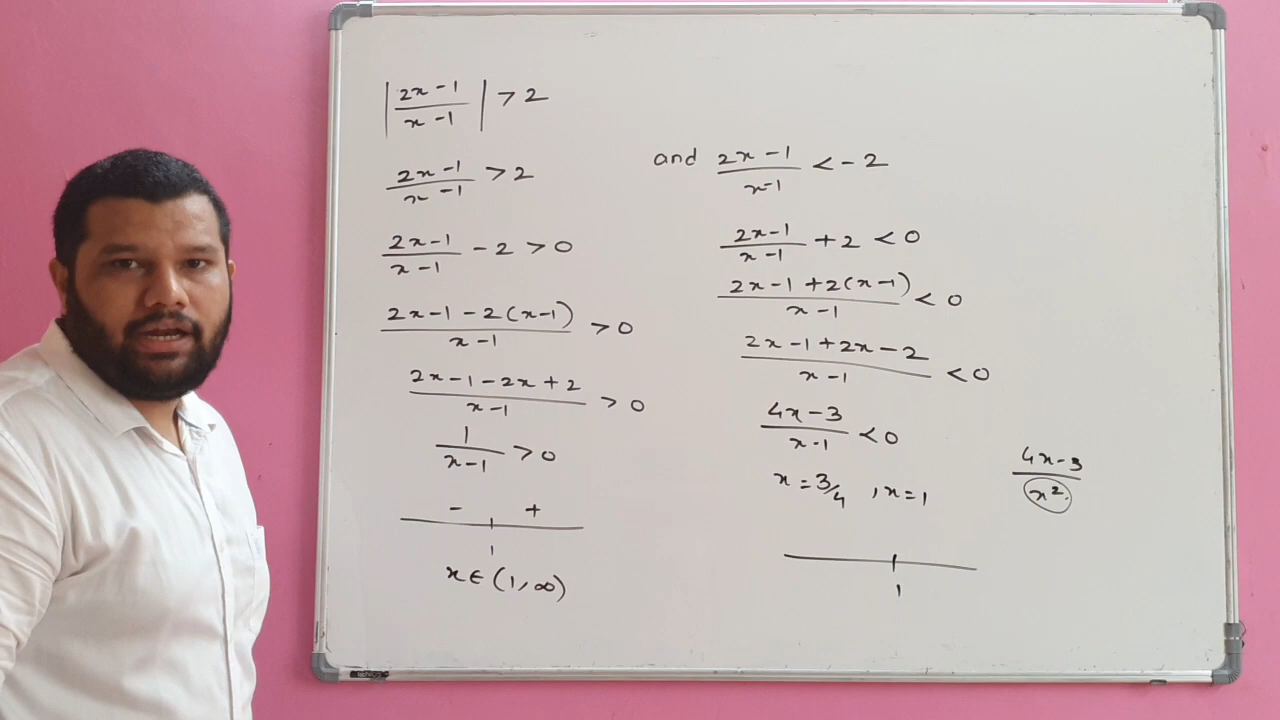 |2x-1/x-1| > 2
2x-1/x-1 > 2
2x-1/x-1 - 2 > 0
2x-1-2(x-1)/x-1 > 0
2x-1-2x+2/x-1 > 0
1/x-1 > 0
- +
1
x ∈ (1, ∞)
and 2x-1/x-1 < -2
2x-1/x-1 + 2 < 0
2x-1+2(x-1)/x-1 < 0
2x-1+2x-2/x-1 < 0
4x-3/x-1 < 0
x = 3/4 , x = 1
1
4x-3/x².